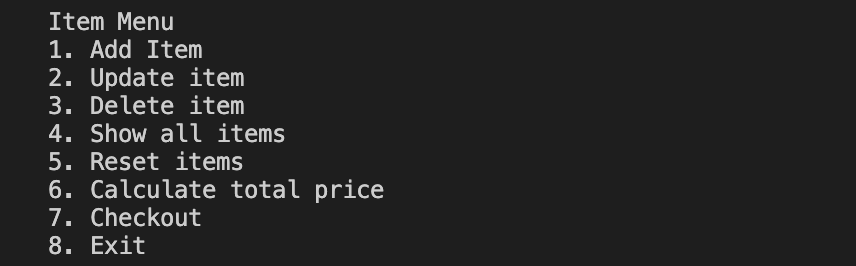 Item Menu
1. Add Item
2. Update item
3. Delete item
4. Show all items
5. Reset items
6. Calculate total price
7. Checkout
8. Exit